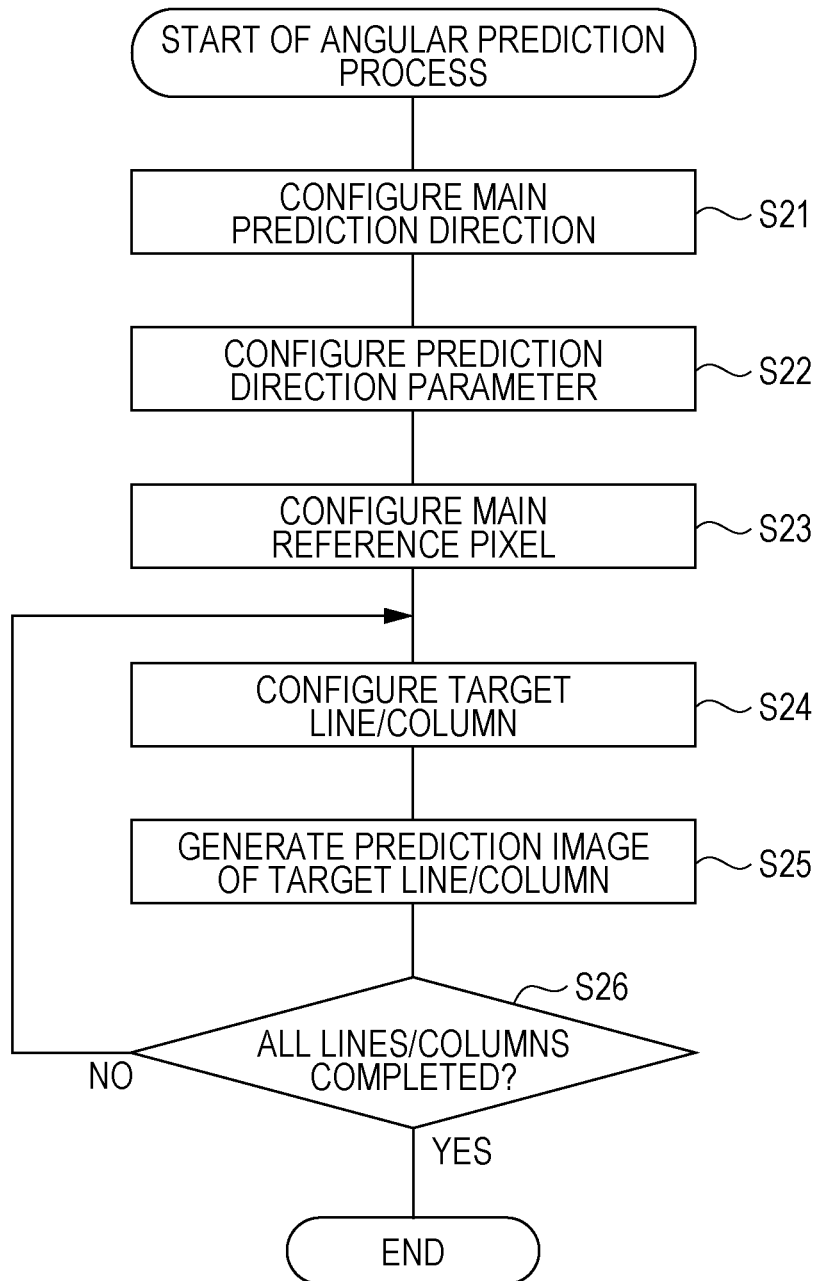 START OF ANGULAR PREDICTION
PROCESS
CONFIGURE MAIN
PREDICTION DIRECTION
S21
CONFIGURE PREDICTION
DIRECTION PARAMETER
S22
CONFIGURE MAIN
REFERENCE PIXEL
S23
CONFIGURE TARGET
LINE/COLUMN
S24
GENERATE PREDICTION IMAGE
OF TARGET LINE/COLUMN
S25
S26
ALL LINES/COLUMNS
COMPLETED?
NO
YES
END